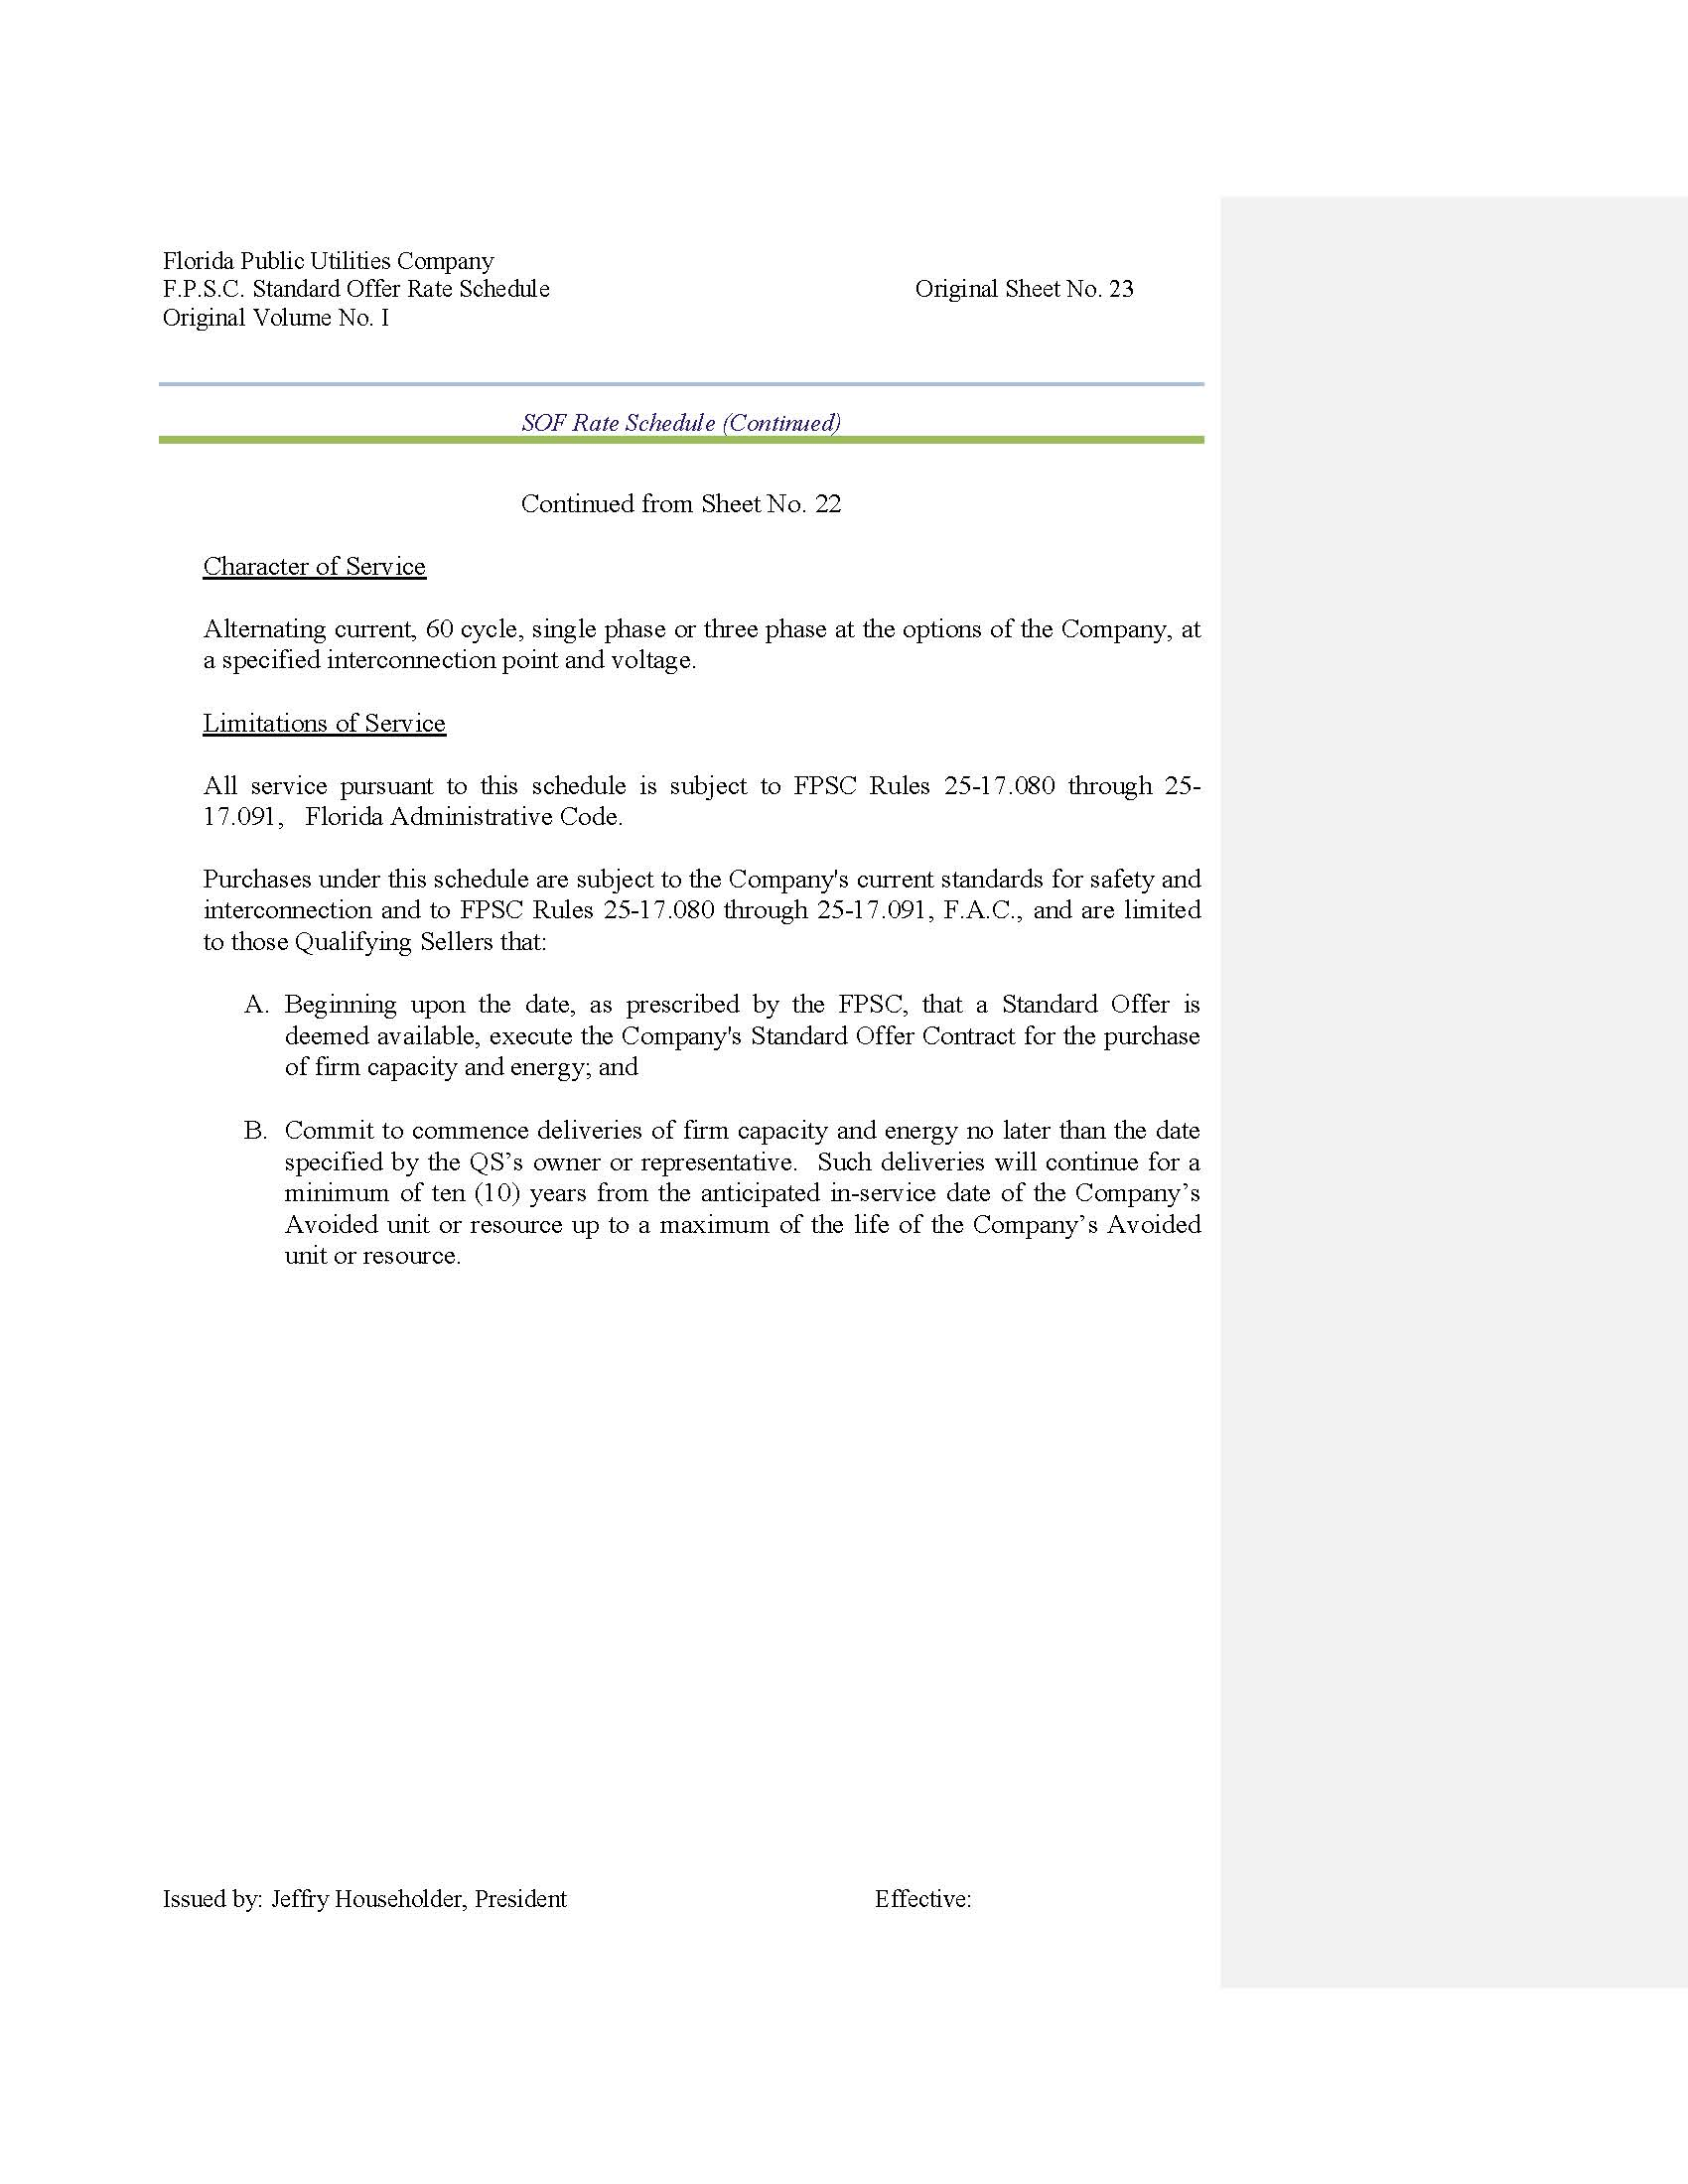 Florida Public Utilities Company
F.P.S.C. Standard Offer Rate Schedule Original Sheet No. 23
Original Volume No. I
SOF Rate Schedule (Continued)
Continued from Sheet No. 22
Character of Service
Alternating current, 60 cycle, single phase or three phase at the options of the Company, at
a specified interconnection point and voltage.
Limitations of Service
All service pursuant to this schedule is subject to FPSC Rules 25-17.080 through 25-
17.091, Florida Administrative Code.
Purchases under this schedule are subject to the Company's current standards for safety and
interconnection and to FPSC Rules 25-17.080 through 25-17.091, F.A.C., and are limited
to those Qualifying Sellers that:
A. Beginning upon the date, as prescribed by the FPSC, that a Standard Offer is
deemed available, execute the Company's Standard Offer Contract for the purchase
of firm capacity and energy; and
B. Commit to commence deliveries of firm capacity and energy no later than the date
specified by the QS’s owner or representative. Such deliveries will continue for a
minimum of ten (10) years from the anticipated in-service date of the Company’s
Avoided unit or resource up to a maximum of the life of the Company’s Avoided
unit or resource.
Issued by: Jeffry Householder, President Effective: